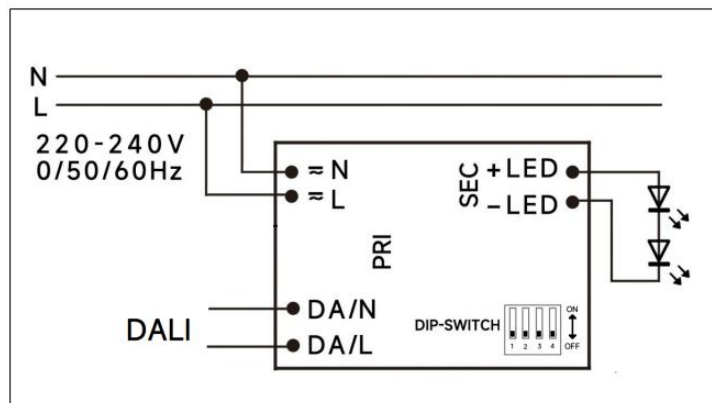 N
L
220-240V
0/50/60Hz
≂ N
≂ L
PRI
SEC
+LED
-LED
DALI
DA/N
DA/L
DIP-SWITCH
ON
OFF
1 2 3 4